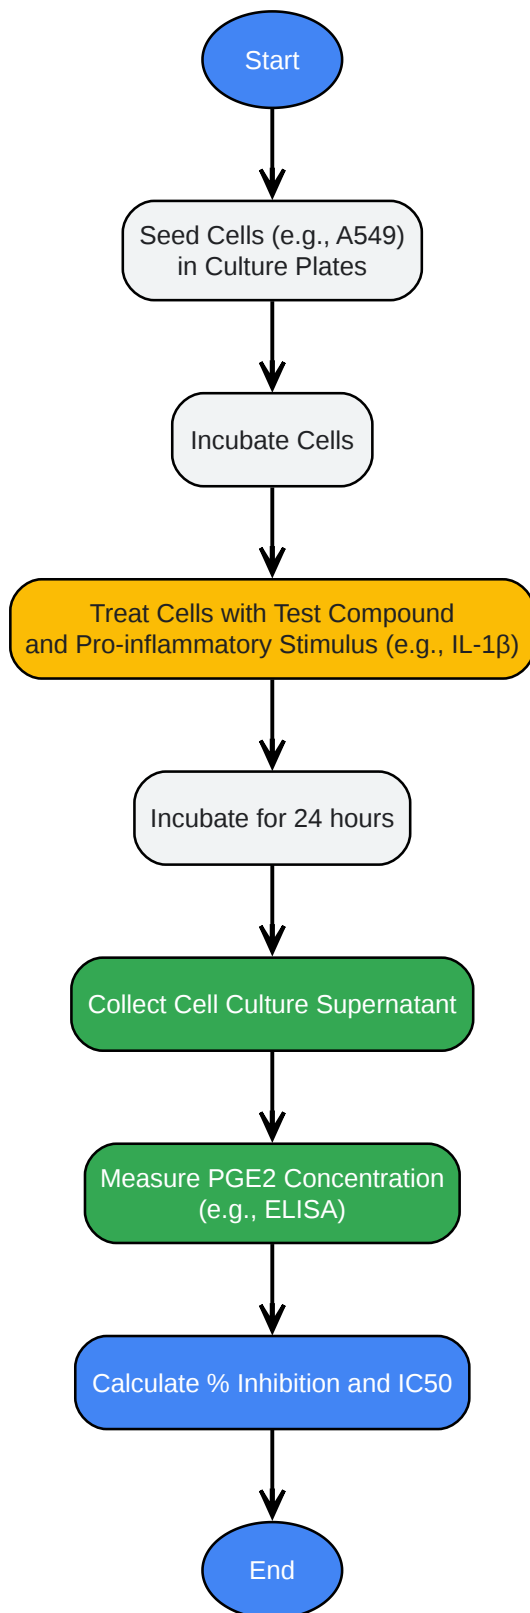 Start
Seed Cells (e.g., A549)
in Culture Plates
Incubate Cells
Treat Cells with Test Compound
and Pro-inflammatory Stimulus (e.g., IL-1β)
Incubate for 24 hours
Collect Cell Culture Supernatant
Measure PGE2 Concentration
(e.g., ELISA)
Calculate % Inhibition and IC50
End